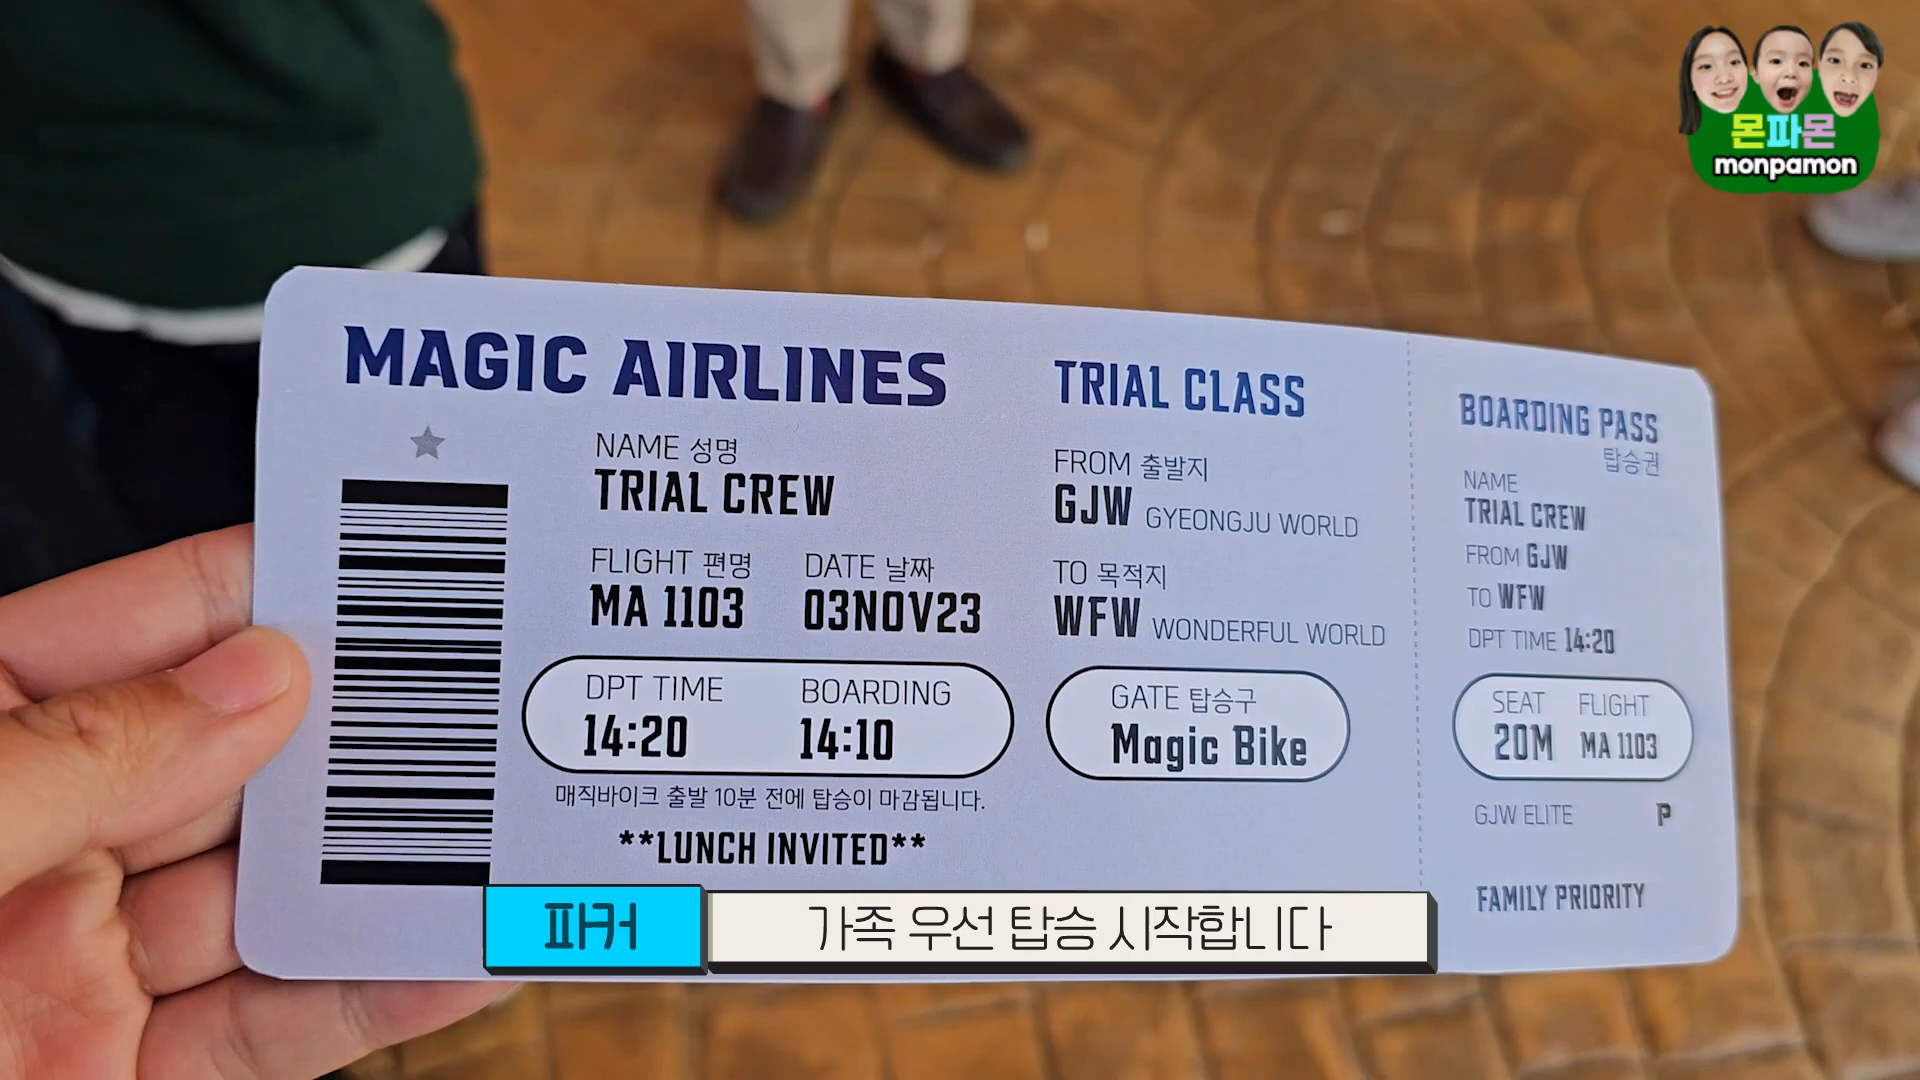 몬파몬
monpamon
MAGIC AIRLINES
TRIAL CLASS
NAME 성명
TRIAL CREW
FLIGHT 편명
MA 1103
DATE 날짜
03NOV23
DPT TIME
14:20
BOARDING
14:10
매직바이크 출발 10분 전에 탑승이 마감됩니다.
**LUNCH INVITED**
FROM 출발지
GJW GYEONGJU WORLD
TO 목적지
WFW WONDERFUL WORLD
GATE 탑승구
Magic Bike
BOARDING PASS
탑승권
NAME
TRIAL CREW
FROM GJW
TO WFW
DPT TIME 14:20
SEAT
20M
FLIGHT
MA 1103
GJW ELITE P
FAMILY PRIORITY
파커
가족 우선 탑승 시작합니다